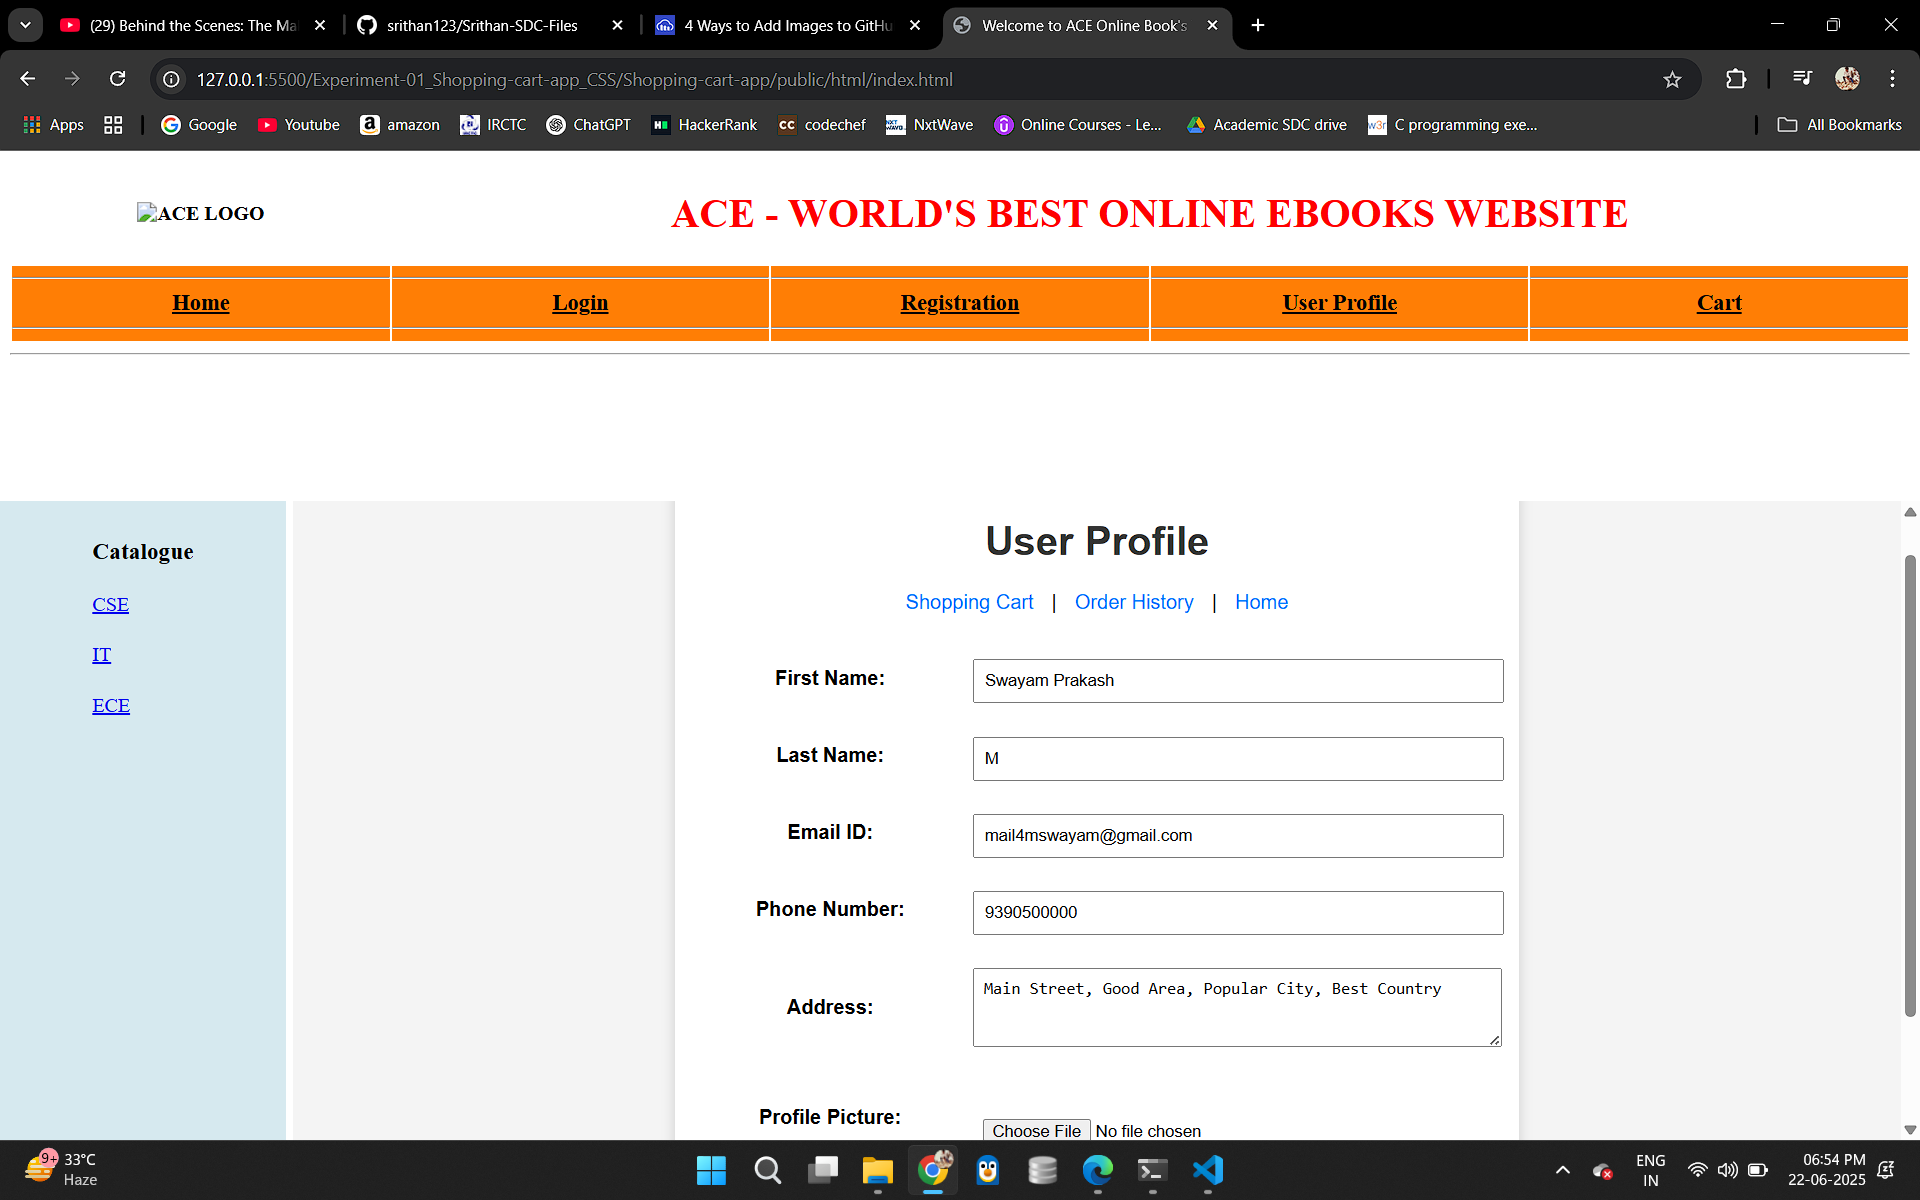 (29) Behind the Scenes: The Ma
srithan123/Srithan-SDC-Files
4 Ways to Add Images to GitHu
Welcome to ACE Online Book's
127.0.0.1:5500/Experiment-01_Shopping-cart-app_CSS/Shopping-cart-app/public/html/index.html
Apps
Google
Youtube
amazon
IRCTC
ChatGPT
HackerRank
codechef
NxtWave
Online Courses - Le...
Academic SDC drive
C programming exe...
All Bookmarks
ACE LOGO
ACE - WORLD'S BEST ONLINE EBOOKS WEBSITE
Home
Login
Registration
User Profile
Cart
Catalogue
CSE
IT
ECE
User Profile
Shopping Cart | Order History | Home
First Name: Swayam Prakash
Last Name: M
Email ID: mail4mswayam@gmail.com
Phone Number: 9390500000
Address: Main Street, Good Area, Popular City, Best Country
Profile Picture: Choose File No file chosen
9+
33°C
Haze
ENG
IN
06:54 PM
22-06-2025